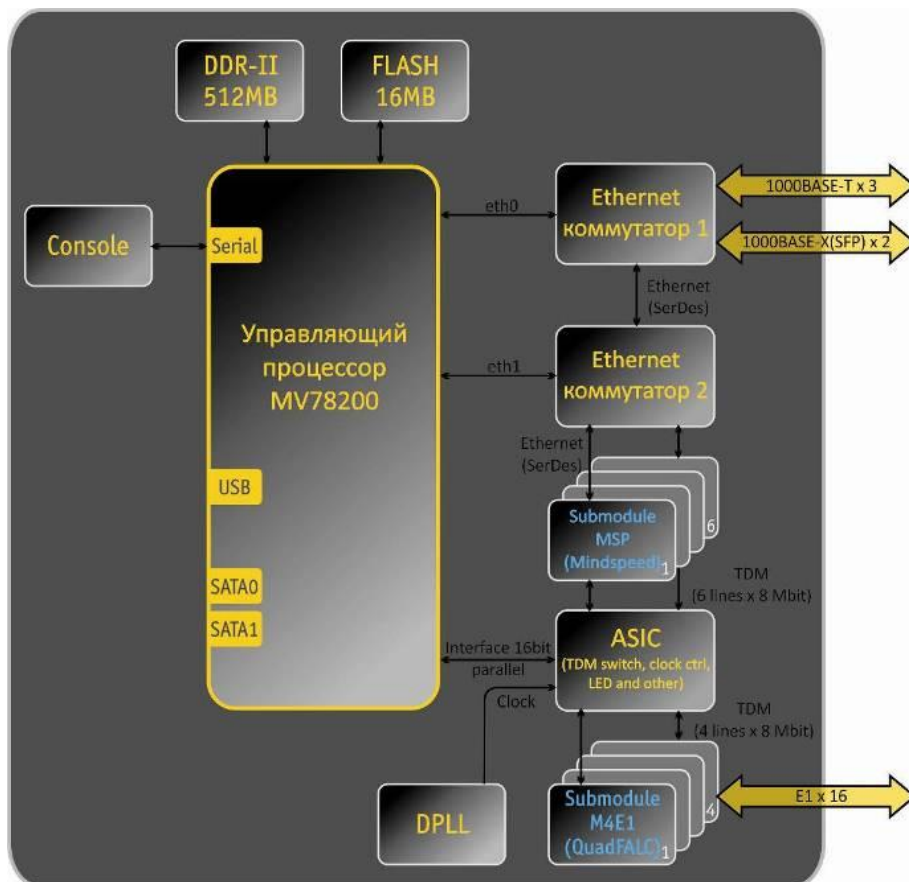 DDR-II
512MB
FLASH
16MB
Console
Serial
Управляющий
процессор
MV78200
USB
SATA0
SATA1
eth0
Ethernet
коммутатор 1
1000BASE-T x 3
1000BASE-X(SFP) x 2
Ethernet
(SerDes)
eth1
Ethernet
коммутатор 2
Ethernet
(SerDes)
6
Submodule
MSP
(Mindspeed)
1
TDM
(6 lines x 8 Mbit)
Interface 16bit
parallel
ASIC
(TDM switch, clock ctrl,
LED and other)
Clock
TDM
(4 lines x 8 Mbit)
DPLL
4
Submodule
M4E1
(QuadFALC)
1
E1 x 16